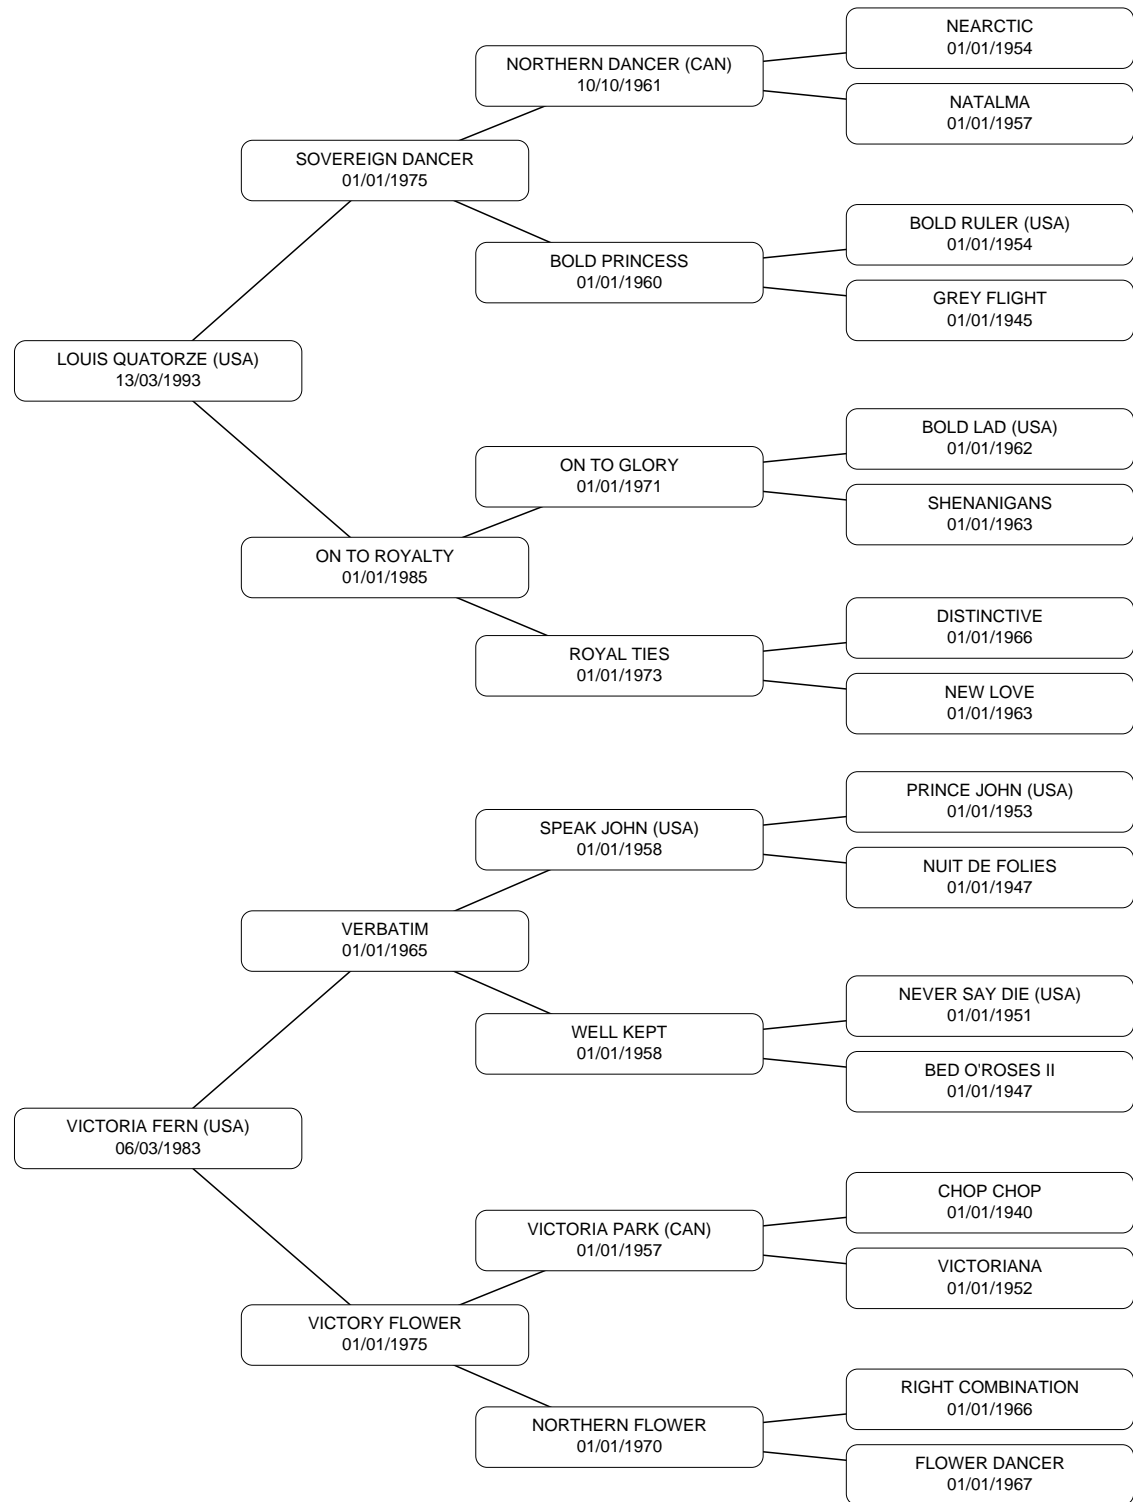 NEARCTIC
01/01/1954
NORTHERN DANCER (CAN)
10/10/1961
NATALMA
01/01/1957
SOVEREIGN DANCER
01/01/1975
BOLD RULER (USA)
01/01/1954
BOLD PRINCESS
01/01/1960
GREY FLIGHT
01/01/1945
LOUIS QUATORZE (USA)
13/03/1993
BOLD LAD (USA)
01/01/1962
ON TO GLORY
01/01/1971
SHENANIGANS
01/01/1963
ON TO ROYALTY
01/01/1985
DISTINCTIVE
01/01/1966
ROYAL TIES
01/01/1973
NEW LOVE
01/01/1963
PRINCE JOHN (USA)
01/01/1953
SPEAK JOHN (USA)
01/01/1958
NUIT DE FOLIES
01/01/1947
VERBATIM
01/01/1965
NEVER SAY DIE (USA)
01/01/1951
WELL KEPT
01/01/1958
BED O'ROSES II
01/01/1947
VICTORIA FERN (USA)
06/03/1983
CHOP CHOP
01/01/1940
VICTORIA PARK (CAN)
01/01/1957
VICTORIANA
01/01/1952
VICTORY FLOWER
01/01/1975
RIGHT COMBINATION
01/01/1966
NORTHERN FLOWER
01/01/1970
FLOWER DANCER
01/01/1967